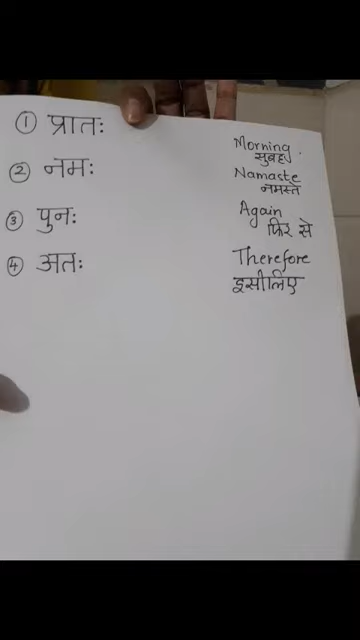 ① प्रातः
Morning.
सुबह
② नमः
Namaste
नमस्ते
③ पुनः
Again
फिर से
④ अतः
Therefore
इसीलिए